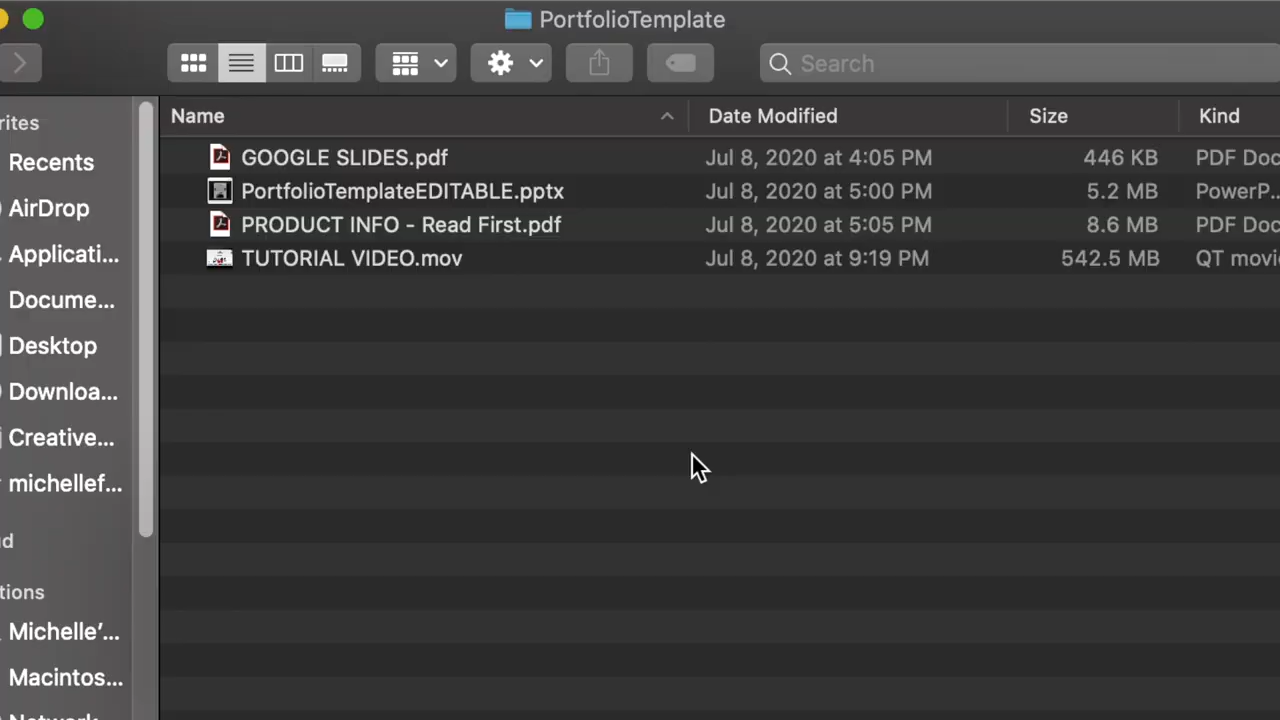 PortfolioTemplate
Search
rites
Recents
AirDrop
Applicati...
Docume...
Desktop
Downloa...
Creative...
michellef...
d
tions
Michelle’...
Macintos...
Network
Name Date Modified Size Kind
GOOGLE SLIDES.pdf Jul 8, 2020 at 4:05 PM 446 KB PDF Doc
PortfolioTemplateEDITABLE.pptx Jul 8, 2020 at 5:00 PM 5.2 MB PowerP...
PRODUCT INFO - Read First.pdf Jul 8, 2020 at 5:05 PM 8.6 MB PDF Doc
TUTORIAL VIDEO.mov Jul 8, 2020 at 9:19 PM 542.5 MB QT movi